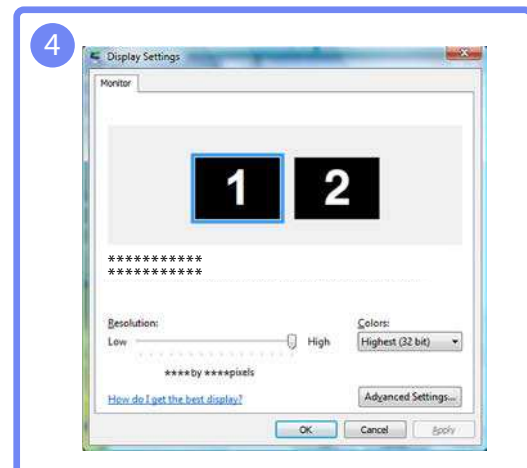 4
Display Settings
Monitor
1 2
***********
***********
Resolution: Colors:
Low High Highest (32 bit)
**** by **** pixels
How do I get the best display? Advanced Settings...
OK Cancel Apply